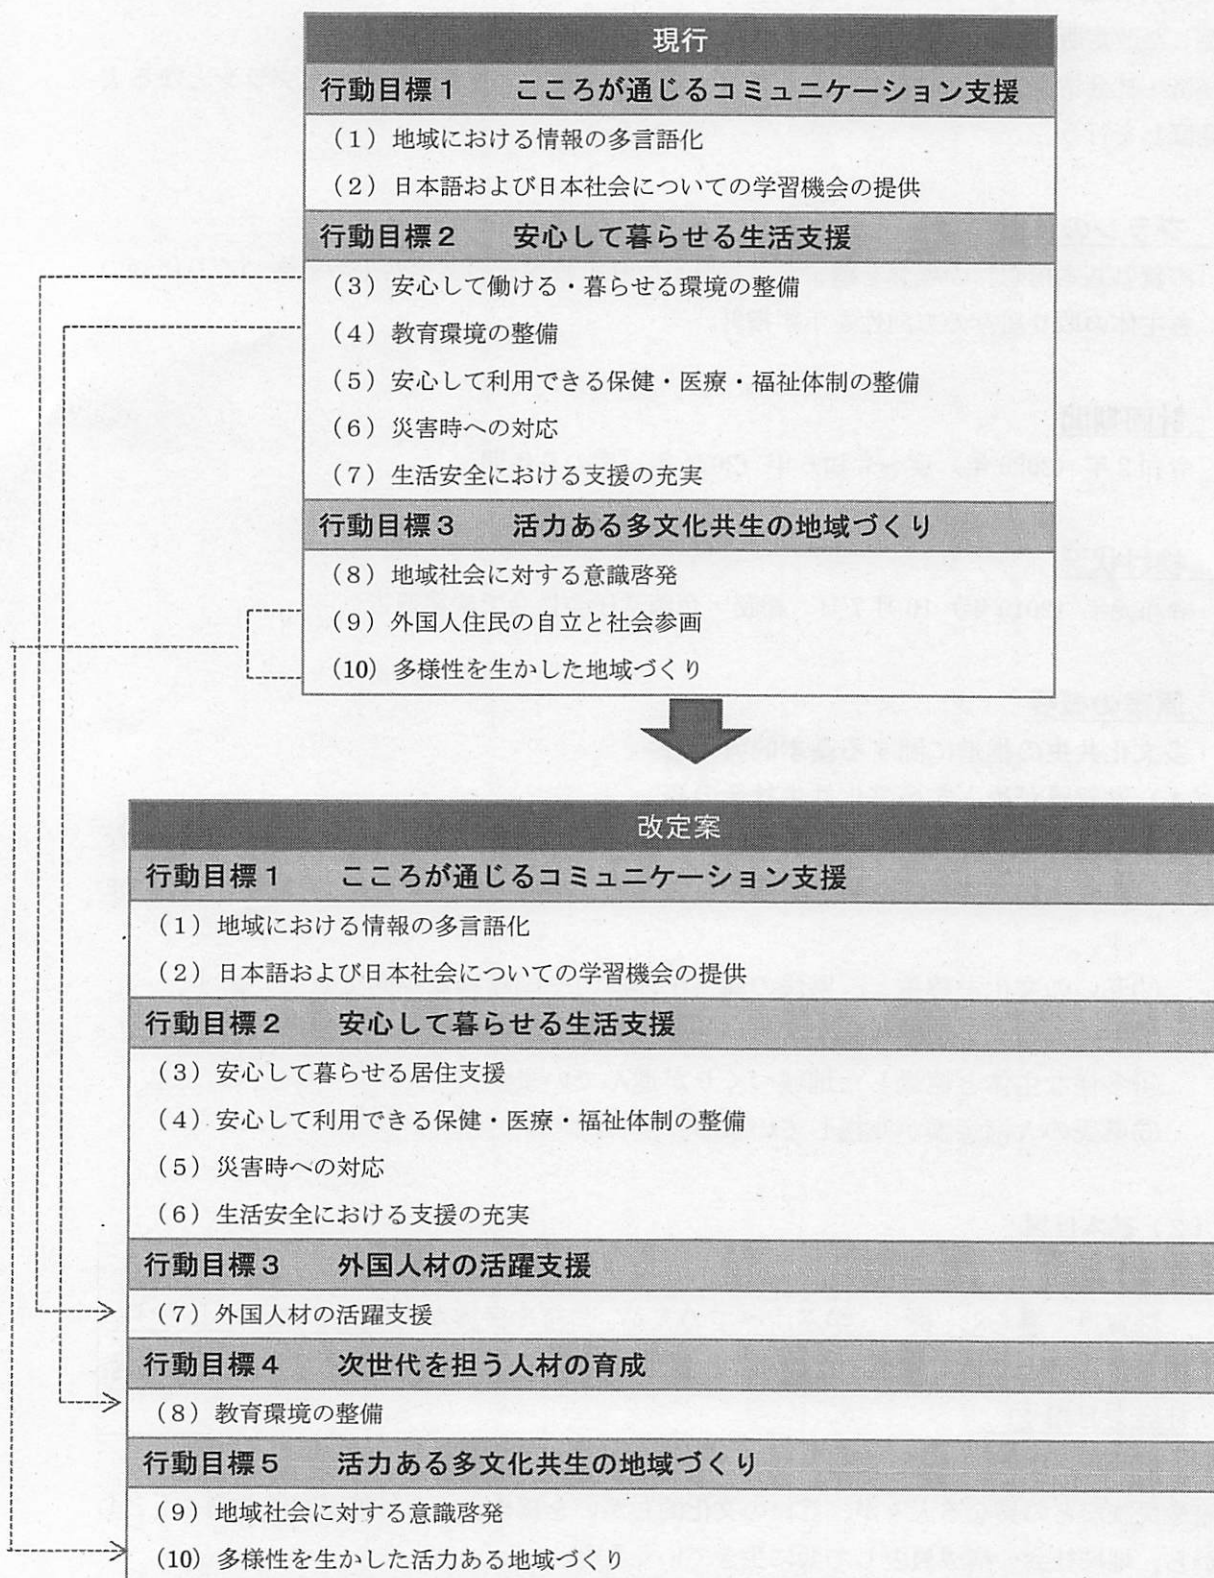 現行
行動目標1 こころが通じるコミュニケーション支援
(1)地域における情報の多言語化
(2)日本語および日本社会についての学習機会の提供
行動目標2 安心して暮らせる生活支援
(3)安心して働ける・暮らせる環境の整備
(4)教育環境の整備
(5)安心して利用できる保健・医療・福祉体制の整備
(6)災害時への対応
(7)生活安全における支援の充実
行動目標3 活力ある多文化共生の地域づくり
(8)地域社会に対する意識啓発
(9)外国人住民の自立と社会参画
(10)多様性を生かした地域づくり
改定案
行動目標1 こころが通じるコミュニケーション支援
(1)地域における情報の多言語化
(2)日本語および日本社会についての学習機会の提供
行動目標2 安心して暮らせる生活支援
(3)安心して暮らせる居住支援
(4)安心して利用できる保健・医療・福祉体制の整備
(5)災害時への対応
(6)生活安全における支援の充実
行動目標3 外国人材の活躍支援
(7)外国人材の活躍支援
行動目標4 次世代を担う人材の育成
(8)教育環境の整備
行動目標5 活力ある多文化共生の地域づくり
(9)地域社会に対する意識啓発
(10)多様性を生かした活力ある地域づくり